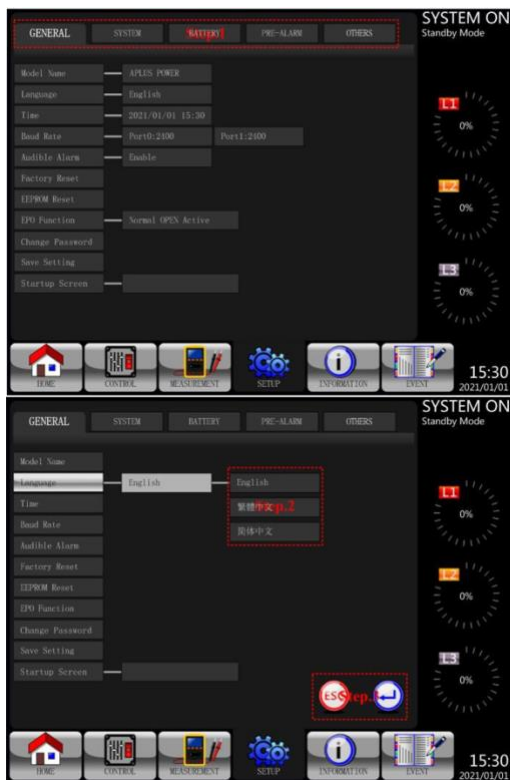 SYSTEM ON
Standby Mode
GENERAL SYSTEM BATTERY PRE-ALARM OTHERS
Step.1
Model Name APLUS POWER
Language English
Time 2021/01/01 15:30
Baud Rate Port0:2400 Port1:2400
Audible Alarm Enable
Factory Reset
EEPROM Reset
EPO Function Normal OPEN Active
Change Password
Save Setting
Startup Screen
L1
0%
L2
0%
L3
0%
HOME CONTROL MEASUREMENT SETUP INFORMATION EVENT
15:30
2021/01/01
SYSTEM ON
Standby Mode
GENERAL SYSTEM BATTERY PRE-ALARM OTHERS
Model Name
Language English English
Time 繁體中文 Step.2
Baud Rate 简体中文
Audible Alarm
Factory Reset
EEPROM Reset
EPO Function
Change Password
Save Setting
Startup Screen
ESC Step.3
L1
0%
L2
0%
L3
0%
HOME CONTROL MEASUREMENT SETUP INFORMATION EVENT
15:30
2021/01/01